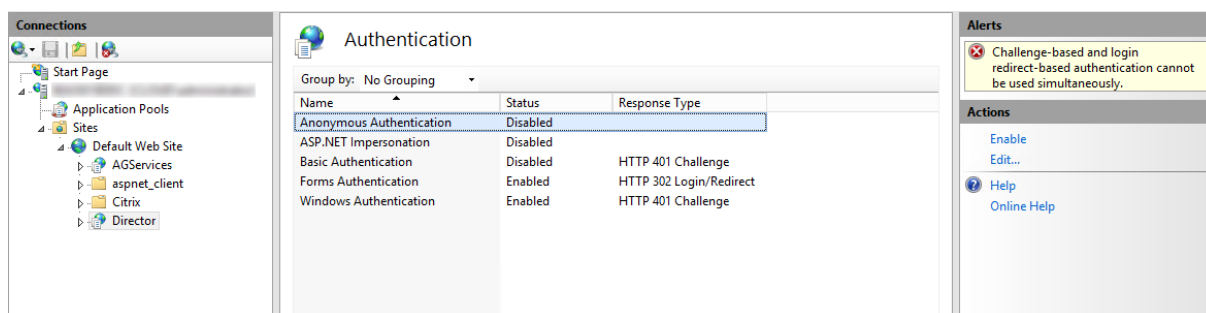 Connections
Start Page
Application Pools
Sites
Default Web Site
AGServices
aspnet_client
Citrix
Director
Authentication
Group by: No Grouping
Name Status Response Type
Anonymous Authentication Disabled
ASP.NET Impersonation Disabled
Basic Authentication Disabled HTTP 401 Challenge
Forms Authentication Enabled HTTP 302 Login/Redirect
Windows Authentication Enabled HTTP 401 Challenge
Alerts
Challenge-based and login
redirect-based authentication cannot
be used simultaneously.
Actions
Enable
Edit...
Help
Online Help